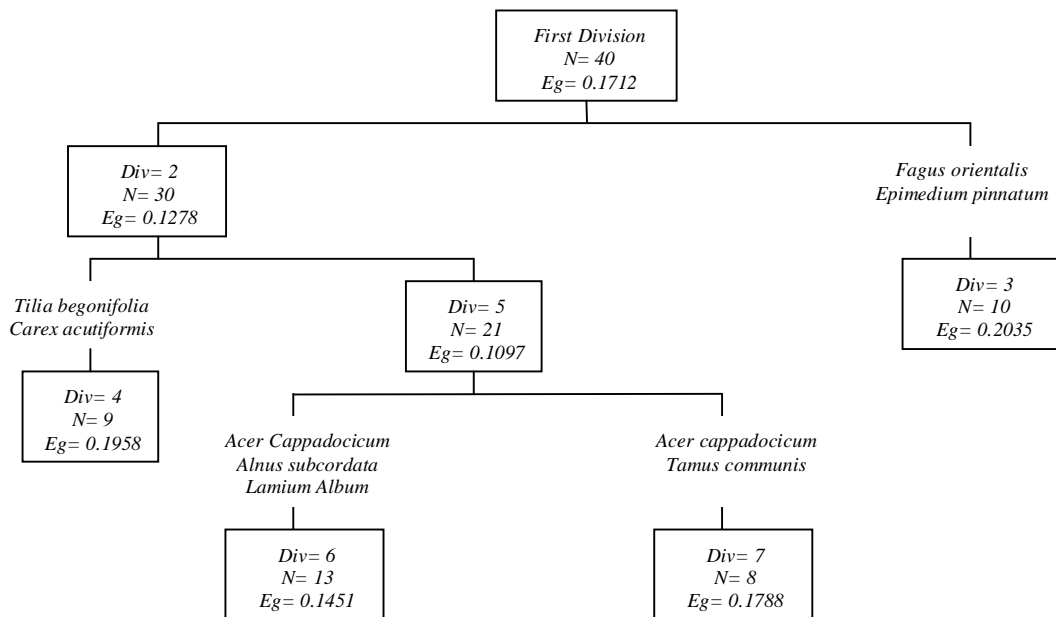 First Division
N= 40
Eg= 0.1712
Div= 2
N= 30
Eg= 0.1278
Fagus orientalis
Epimedium pinnatum
Div= 3
N= 10
Eg= 0.2035
Tilia begonifolia
Carex acutiformis
Div= 5
N= 21
Eg= 0.1097
Div= 4
N= 9
Eg= 0.1958
Acer Cappadocicum
Alnus subcordata
Lamium Album
Acer cappadocicum
Tamus communis
Div= 6
N= 13
Eg= 0.1451
Div= 7
N= 8
Eg= 0.1788